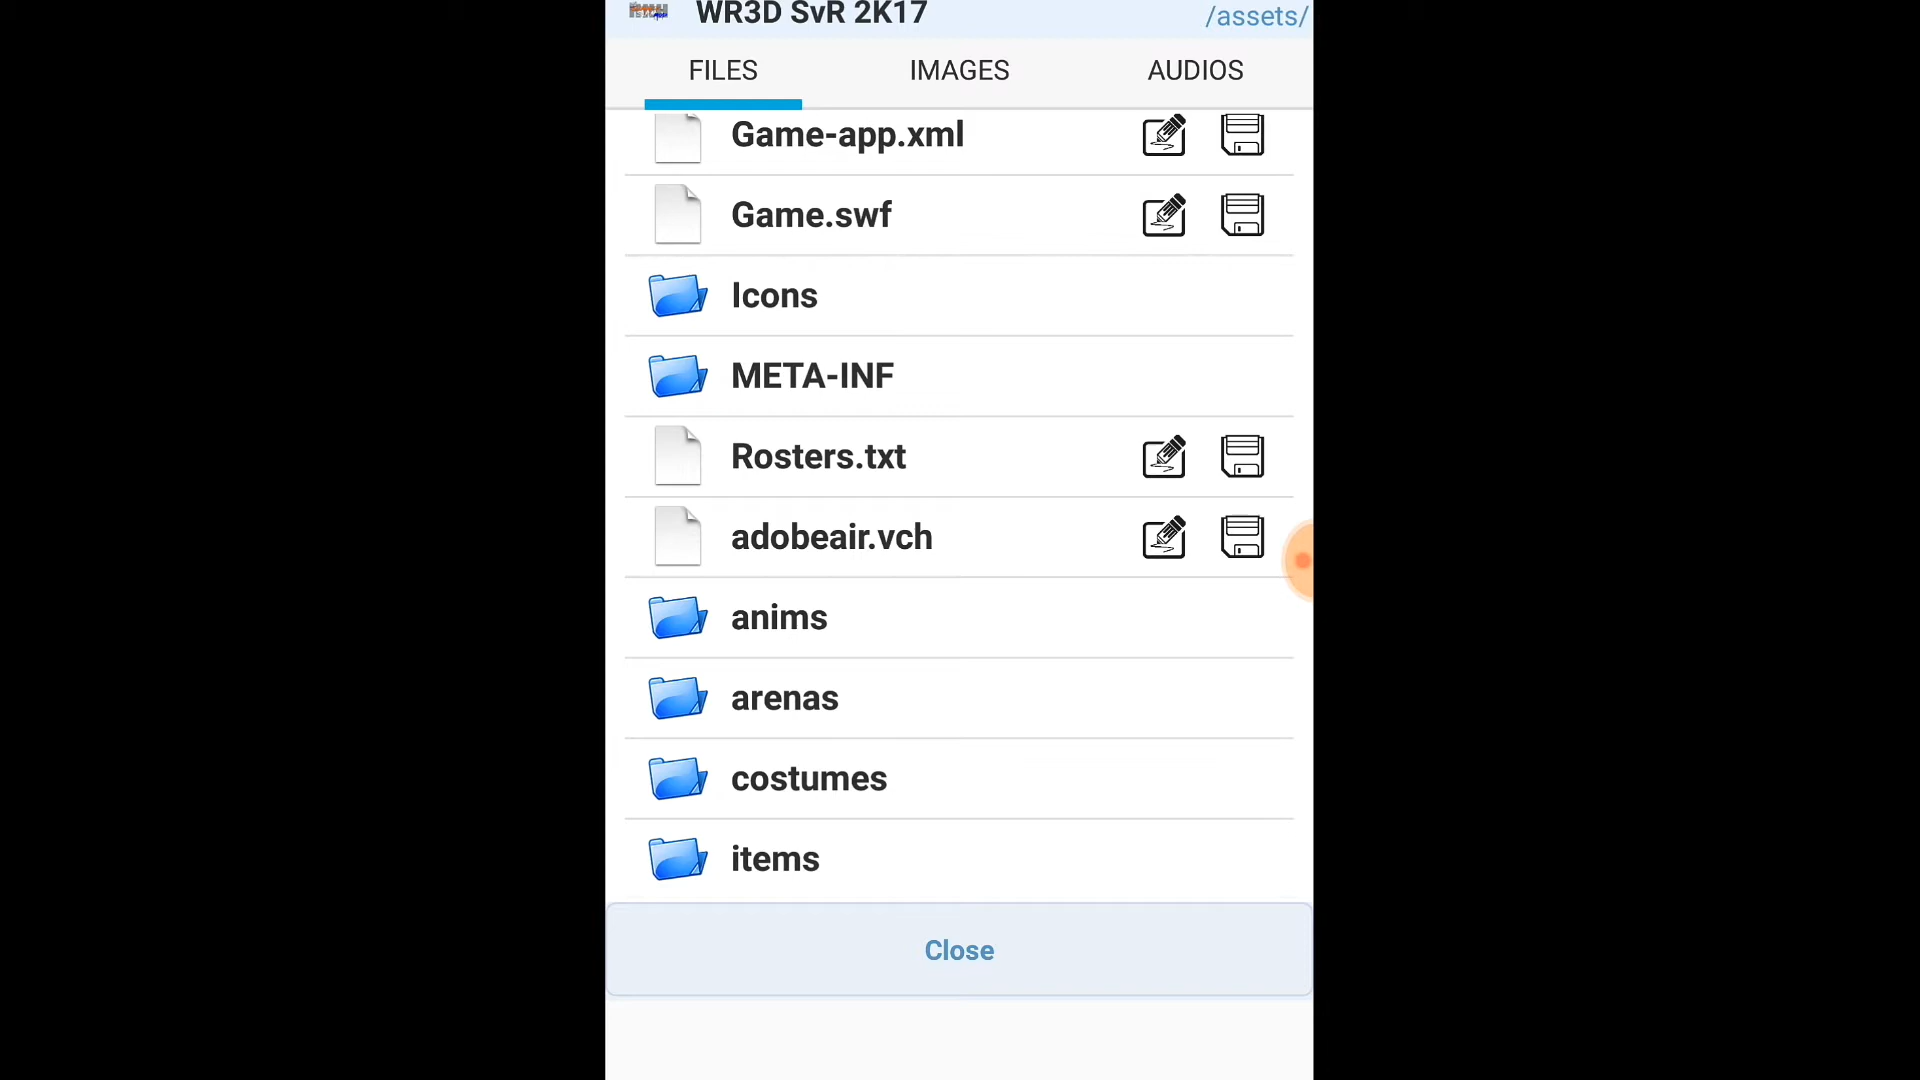 WR3D SvR 2K17 /assets/
FILES IMAGES AUDIOS
Game-app.xml
Game.swf
Icons
META-INF
Rosters.txt
adobeair.vch
anims
arenas
costumes
items
Close